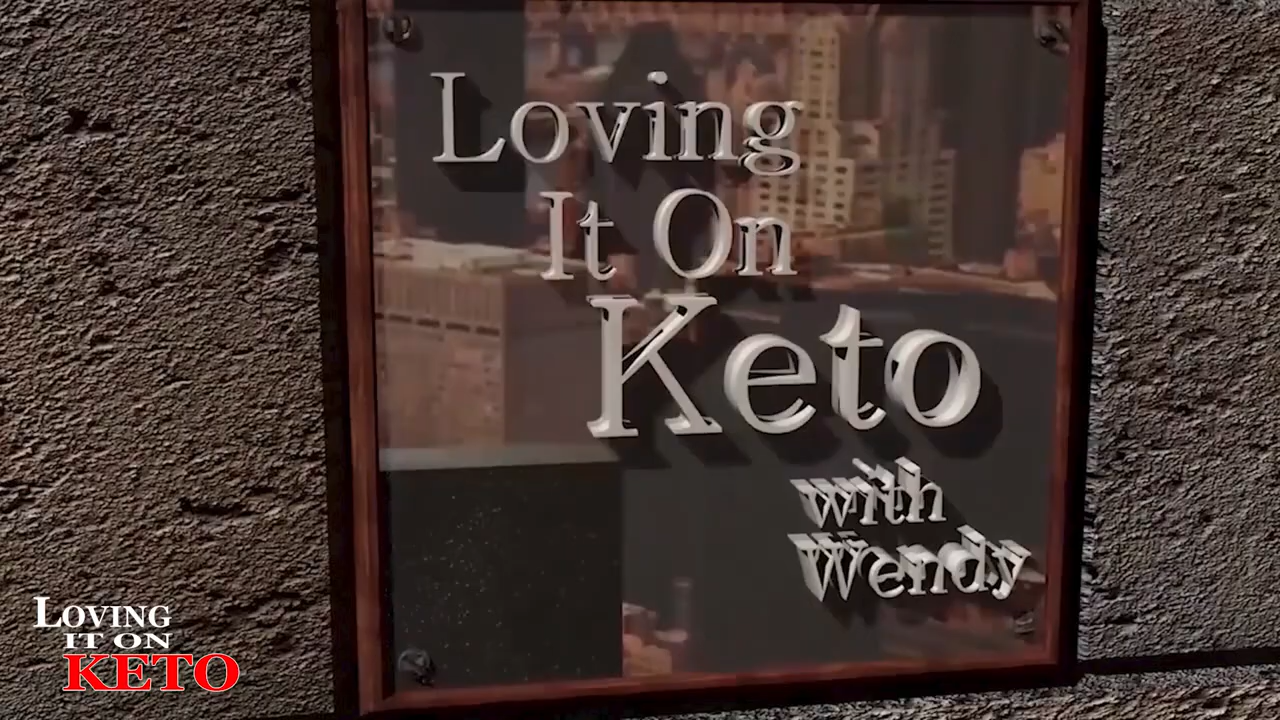 Loving
It On
Keto
with
Wendy
LOVING
IT ON
KETO